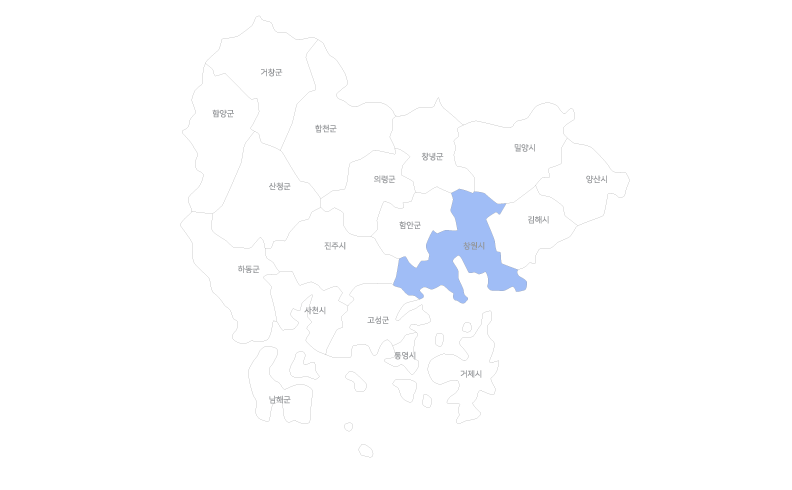 거창군
함양군
합천군
창녕군
밀양시
산청군
의령군
양산시
함안군
김해시
진주시
창원시
하동군
사천시
고성군
통영시
거제시
남해군